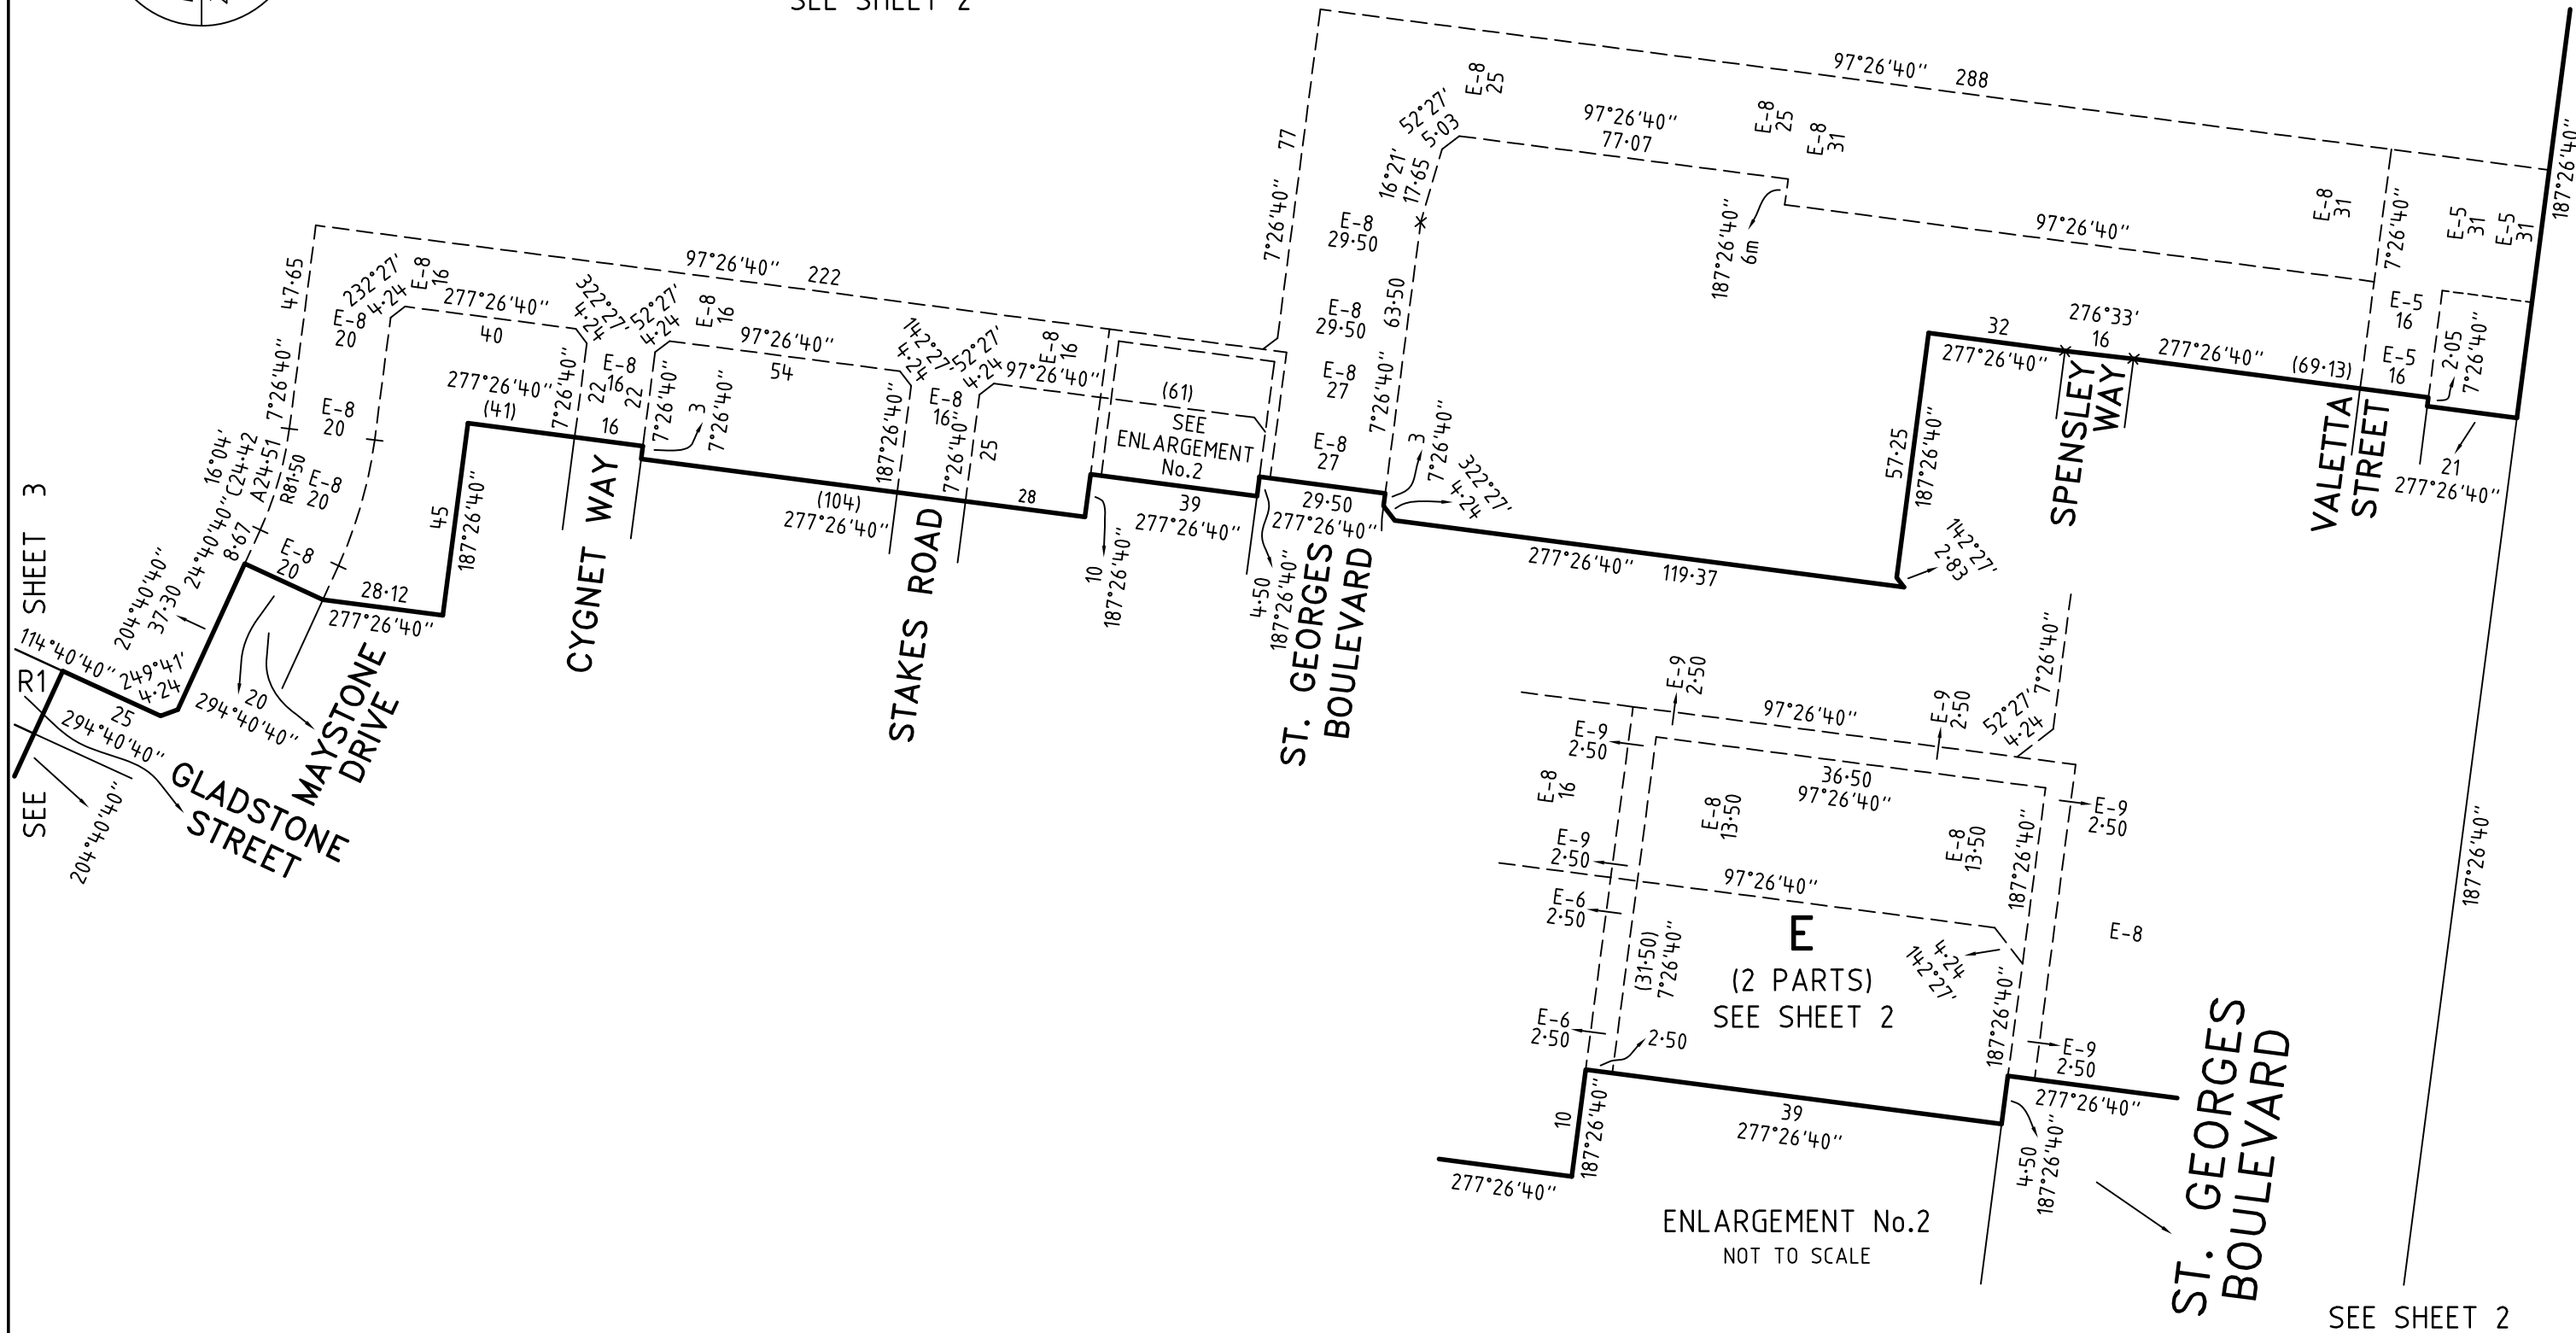 SEE SHEET 2
97°26'40" 288
E-8
25
52°27'
5·03
97°26'40"
77·07
E-8
25
E-8
31
77
7°26'40"
16°21'
17·65
E-8
29·50
187°26'40"
6m
97°26'40"
E-8
31
7°26'40"
E-5
31
E-5
31
187°26'40"
47·65
7°26'40"
232°27'
4·24
E-8
16
277°26'40"
40
322°27'
4·24
52°27'
4·24
E-8
16
97°26'40" 222
97°26'40"
54
142°27'
4·24
52°27'
4·24
E-8
16
97°26'40"
(61)
SEE
ENLARGEMENT
No.2
E-8
29·50
63·50
7°26'40"
E-8
27
E-8
27
E-8
20
E-8
20
E-8
20
E-8
20
277°26'40"
(41)
7°26'40"
22
E-8
16
22
7°26'40"
16
3
7°26'40"
187°26'40"
E-8
16
7°26'40"
25
28
(104)
277°26'40"
10
187°26'40"
39
277°26'40"
4·50
187°26'40"
29·50
277°26'40"
3
7°26'40"
322°27'
4·24
277°26'40" 119·37
142°27'
2·83
57·25
187°26'40"
32
277°26'40"
276°33'
16
277°26'40" (69·13)
E-5
16
E-5
16
2·05
7°26'40"
21
277°26'40"
16°04'
C24·42
A24·51
R81·50
24°40'40"
8·67
204°40'40"
37·30
45
187°26'40"
28·12
277°26'40"
SEE SHEET 3
R1
114°40'40"
249°41'
4·24
25
294°40'40"
20
294°40'40"
204°40'40"
GLADSTONE
STREET
MAYSTONE
DRIVE
CYGNET WAY
STAKES ROAD
ST. GEORGES
BOULEVARD
SPENSLEY
WAY
VALETTA
STREET
187°26'40"
E-9
2·50
97°26'40"
E-9
2·50
52°27'
4·24
7°26'40"
E-9
2·50
E-8
16
36·50
97°26'40"
E-8
13·50
E-8
13·50
187°26'40"
E-9
2·50
E-9
2·50
97°26'40"
E-6
2·50
(31·50)
7°26'40"
E
(2 PARTS)
SEE SHEET 2
4·24
142°27'
187°26'40"
E-8
E-6
2·50
2·50
E-9
2·50
277°26'40"
10
187°26'40"
39
277°26'40"
4·50
187°26'40"
277°26'40"
ST. GEORGES
BOULEVARD
ENLARGEMENT No.2
NOT TO SCALE
SEE SHEET 2